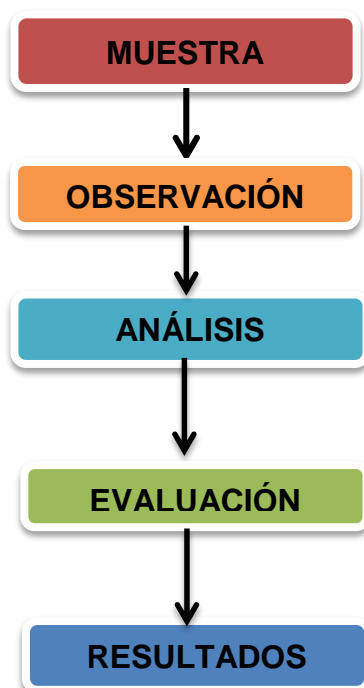 MUESTRA
OBSERVACIÓN
ANÁLISIS
EVALUACIÓN
RESULTADOS